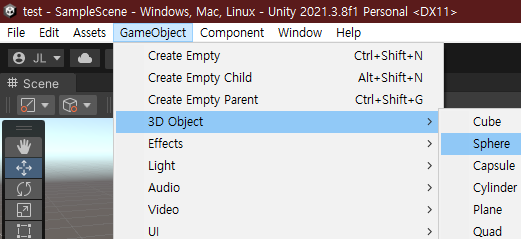 test - SampleScene - Windows, Mac, Linux - Unity 2021.3.8f1 Personal <DX11>
File Edit Assets GameObject Component Window Help
JL
Scene
Create Empty Ctrl+Shift+N
Create Empty Child Alt+Shift+N
Create Empty Parent Ctrl+Shift+G
3D Object
Effects
Light
Audio
Video
UI
Cube
Sphere
Capsule
Cylinder
Plane
Quad